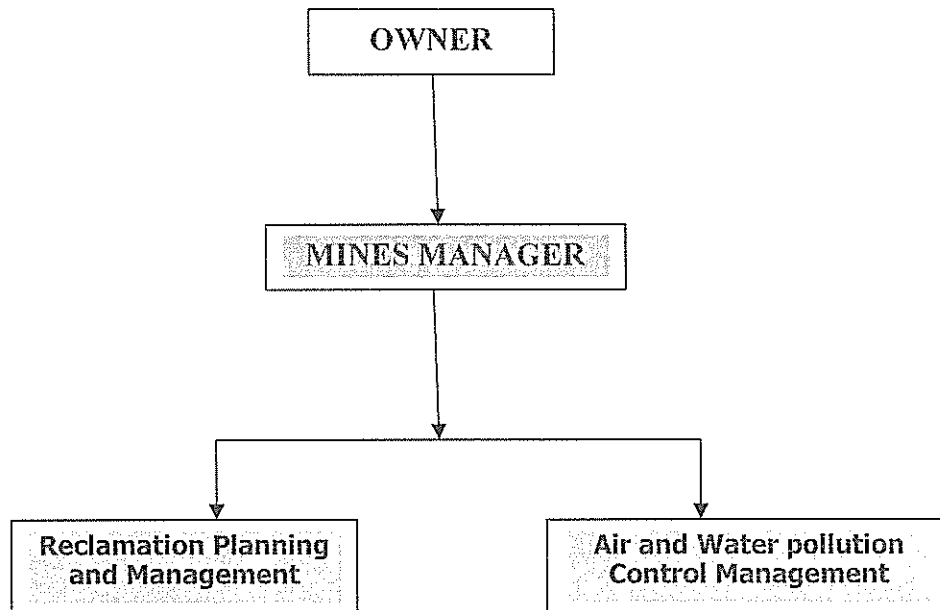 OWNER
MINES MANAGER
Reclamation Planning
and Management
Air and Water pollution
Control Management